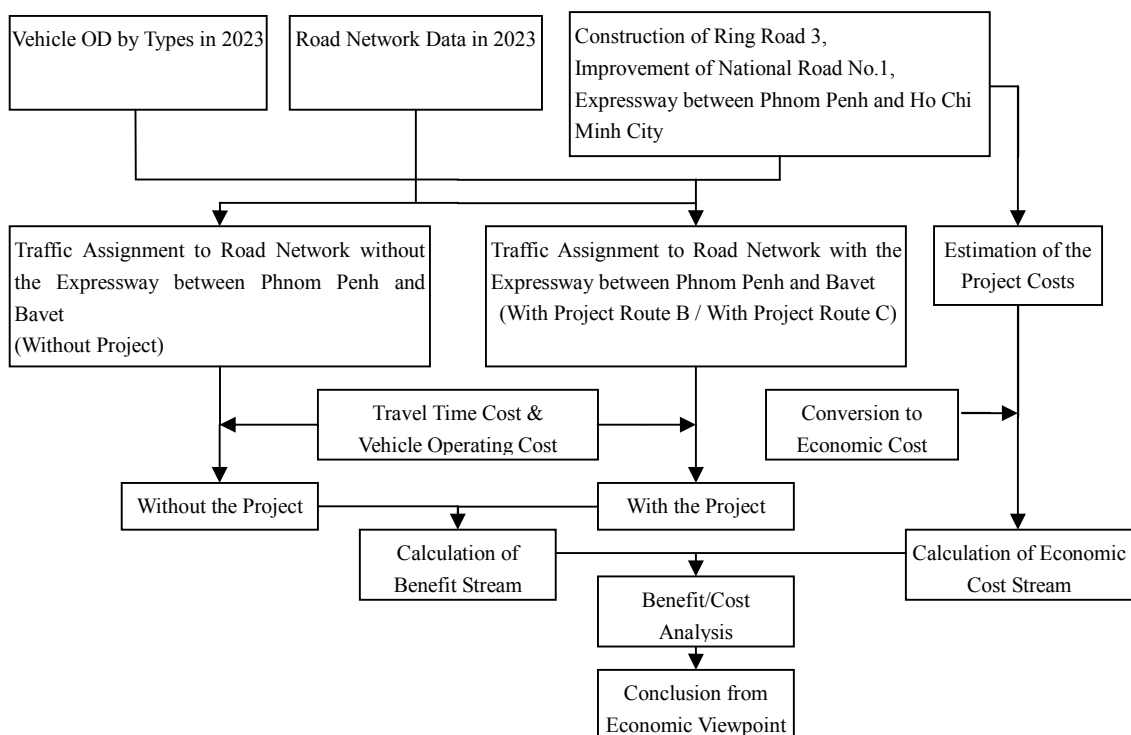 Vehicle OD by Types in 2023
Road Network Data in 2023
Construction of Ring Road 3,
Improvement of National Road No.1,
Expressway between Phnom Penh and Ho Chi
Minh City
Traffic Assignment to Road Network without
the Expressway between Phnom Penh and
Bavet
(Without Project)
Traffic Assignment to Road Network with the
Expressway between Phnom Penh and Bavet
(With Project Route B / With Project Route C)
Estimation of the
Project Costs
Travel Time Cost &
Vehicle Operating Cost
Conversion to
Economic Cost
Without the Project
With the Project
Calculation of
Benefit Stream
Calculation of Economic
Cost Stream
Benefit/Cost
Analysis
Conclusion from
Economic Viewpoint